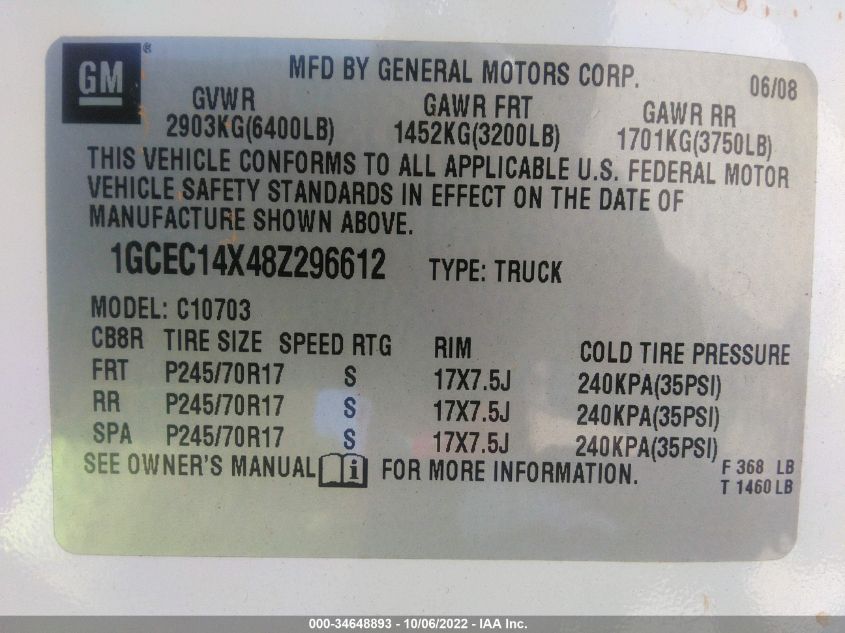 GM ®
MFD BY GENERAL MOTORS CORP. 06/08
GVWR GAWR FRT GAWR RR
2903KG(6400LB) 1452KG(3200LB) 1701KG(3750LB)
THIS VEHICLE CONFORMS TO ALL APPLICABLE U.S. FEDERAL MOTOR
VEHICLE SAFETY STANDARDS IN EFFECT ON THE DATE OF
MANUFACTURE SHOWN ABOVE.
1GCEC14X48Z296612 TYPE: TRUCK
MODEL: C10703
CB8R TIRE SIZE SPEED RTG RIM COLD TIRE PRESSURE
FRT P245/70R17 S 17X7.5J 240KPA(35PSI)
RR P245/70R17 S 17X7.5J 240KPA(35PSI)
SPA P245/70R17 S 17X7.5J 240KPA(35PSI)
SEE OWNER'S MANUAL i FOR MORE INFORMATION.
F 368 LB
T 1460 LB
000-34648893 - 10/06/2022 - IAA Inc.